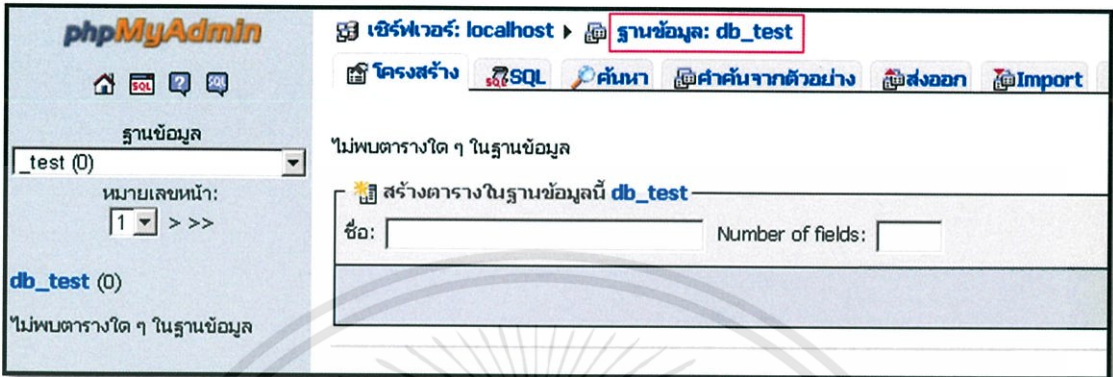 phpMyAdmin
SQL
ฐานข้อมูล
_test (0)
หมายเลขหน้า:
1 > >>
db_test (0)
ไม่พบตารางใด ๆ ในฐานข้อมูล
เซิร์ฟเวอร์: localhost ▸ ฐานข้อมูล: db_test
โครงสร้าง SQL ค้นหา คำค้นจากตัวอย่าง ส่งออก Import
ไม่พบตารางใด ๆ ในฐานข้อมูล
สร้างตารางในฐานข้อมูลนี้ db_test
ชื่อ: Number of fields: